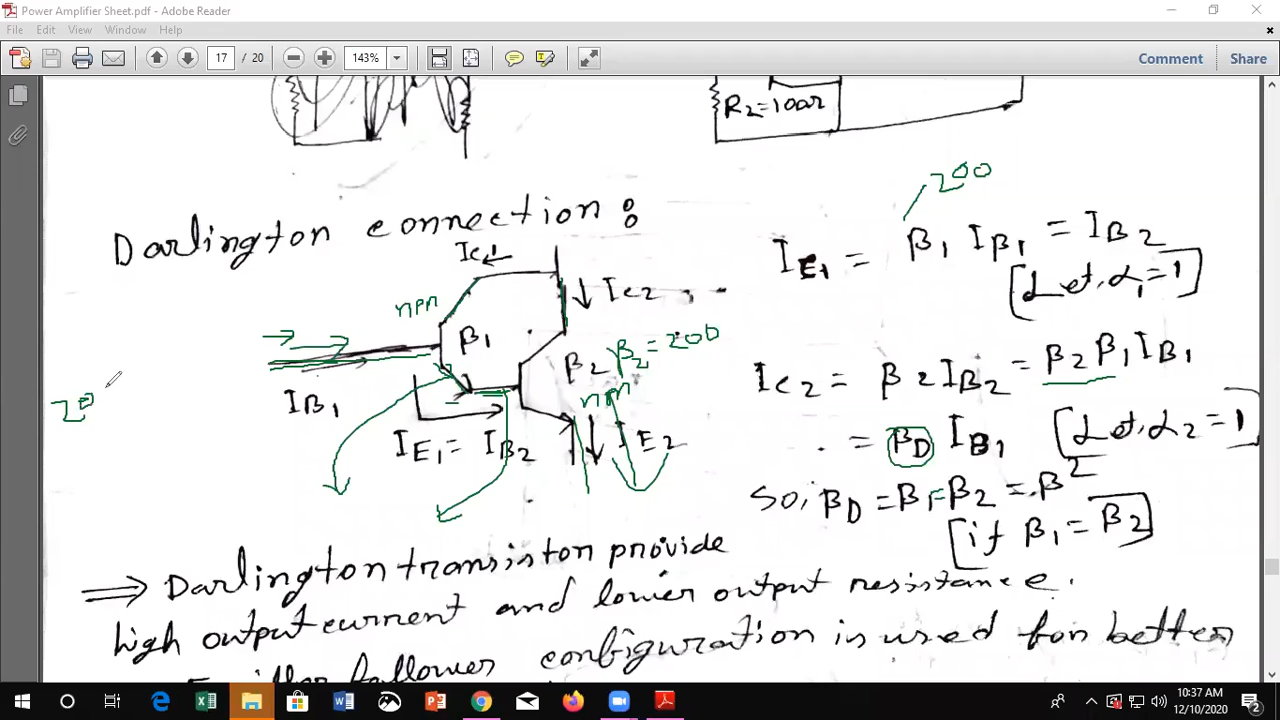 Power Amplifier Sheet.pdf - Adobe Reader
File Edit View Window Help
17 / 20 143% Comment Share
R2=100Ω
Darlington connection:
200
IE1 = β1 IB1 = IB2
[Let, α1=1]
IC1
IC2
npn
β1
β2 β2=200
npn
IB1
20
IE1 = IB2
IE2
IC2 = β2 IB2 = β2 β1 IB1
= βD IB1 [Let, α2=1]
So, βD = β1 β2 = β2
[if β1 = β2]
⇒ Darlington transistor provide
high output current and lower output resistance.
follower configuration is used for better
10:37 AM
12/10/2020
2